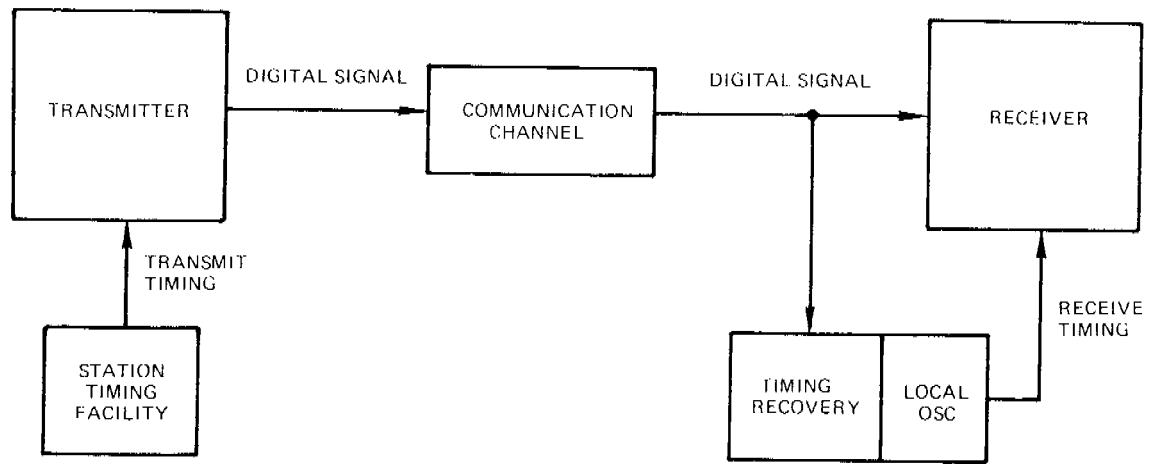 TRANSMITTER
DIGITAL SIGNAL
COMMUNICATION
CHANNEL
DIGITAL SIGNAL
RECEIVER
TRANSMIT
TIMING
STATION
TIMING
FACILITY
TIMING
RECOVERY
LOCAL
OSC
RECEIVE
TIMING